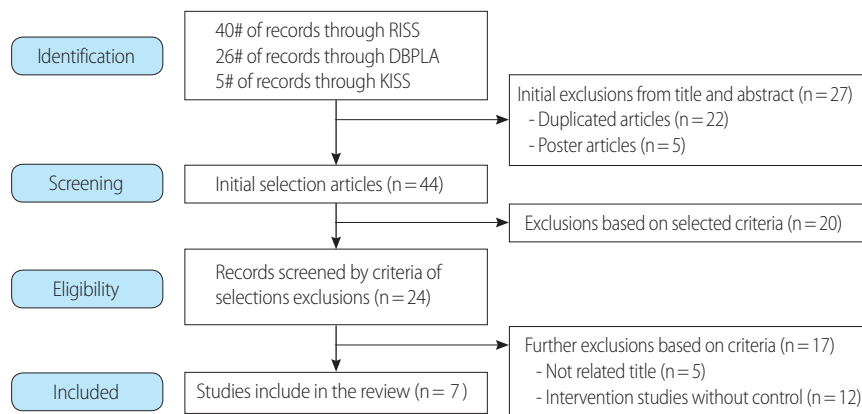 Identification
40# of records through RISS
26# of records through DBPLA
5# of records through KISS
Initial exclusions from title and abstract (n=27)
- Duplicated articles (n=22)
- Poster articles (n=5)
Screening
Initial selection articles (n=44)
Exclusions based on selected criteria (n=20)
Eligibility
Records screened by criteria of
selections exclusions (n=24)
Further exclusions based on criteria (n=17)
- Not related title (n=5)
- Intervention studies without control (n=12)
Included
Studies include in the review (n=7)